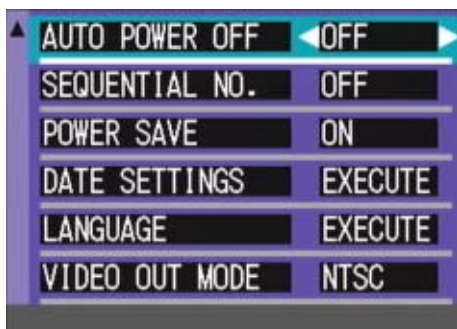 AUTO POWER OFF OFF
SEQUENTIAL NO. OFF
POWER SAVE ON
DATE SETTINGS EXECUTE
LANGUAGE EXECUTE
VIDEO OUT MODE NTSC